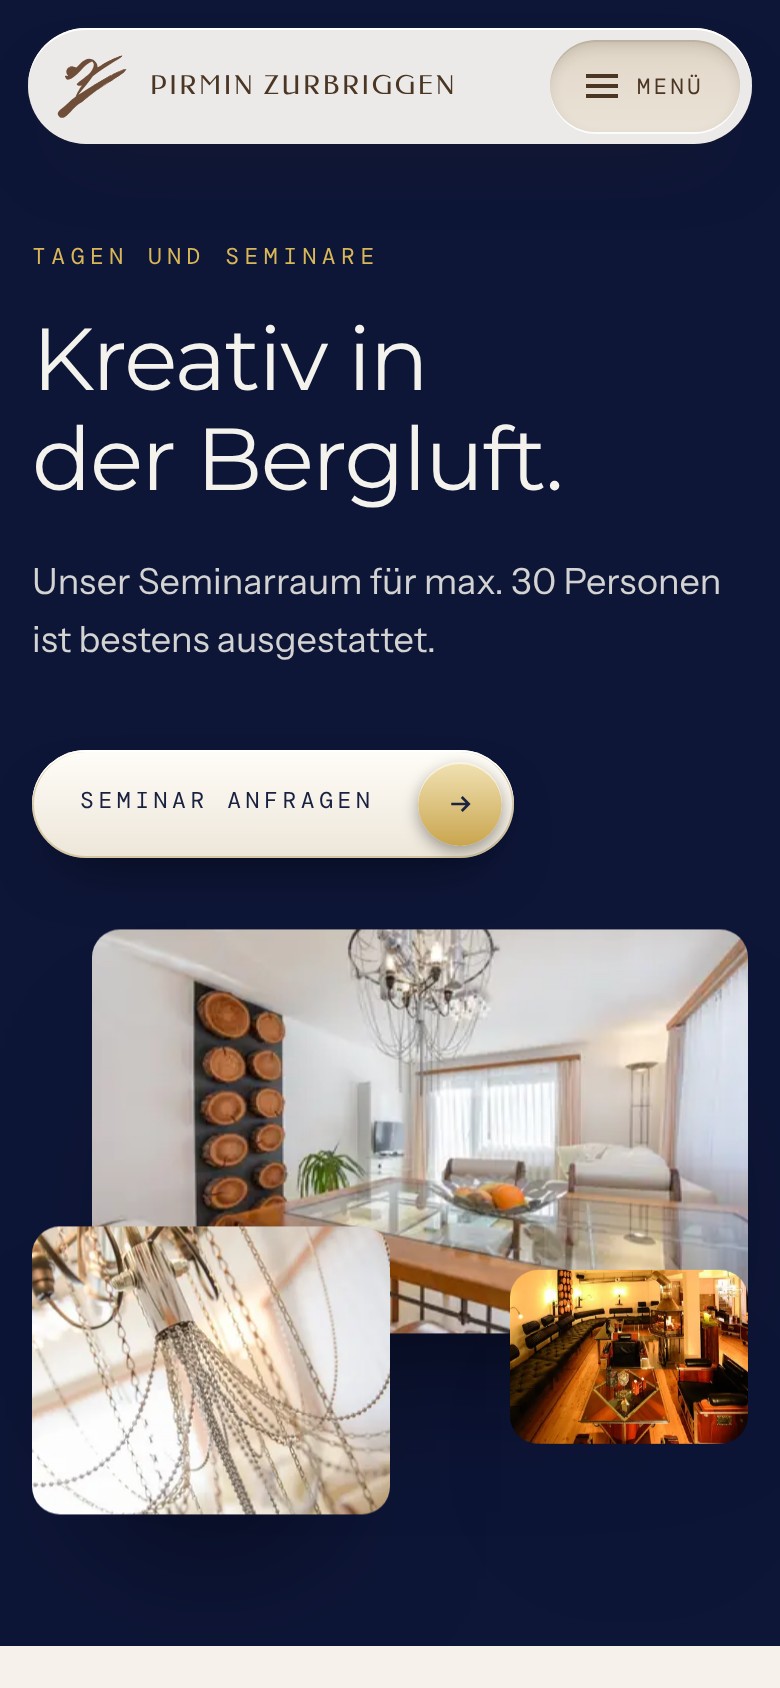 PIRMIN ZURBRIGGEN
MENÜ
TAGEN UND SEMINARE
Kreativ in
der Bergluft.
Unser Seminarraum für max. 30 Personen
ist bestens ausgestattet.
SEMINAR ANFRAGEN